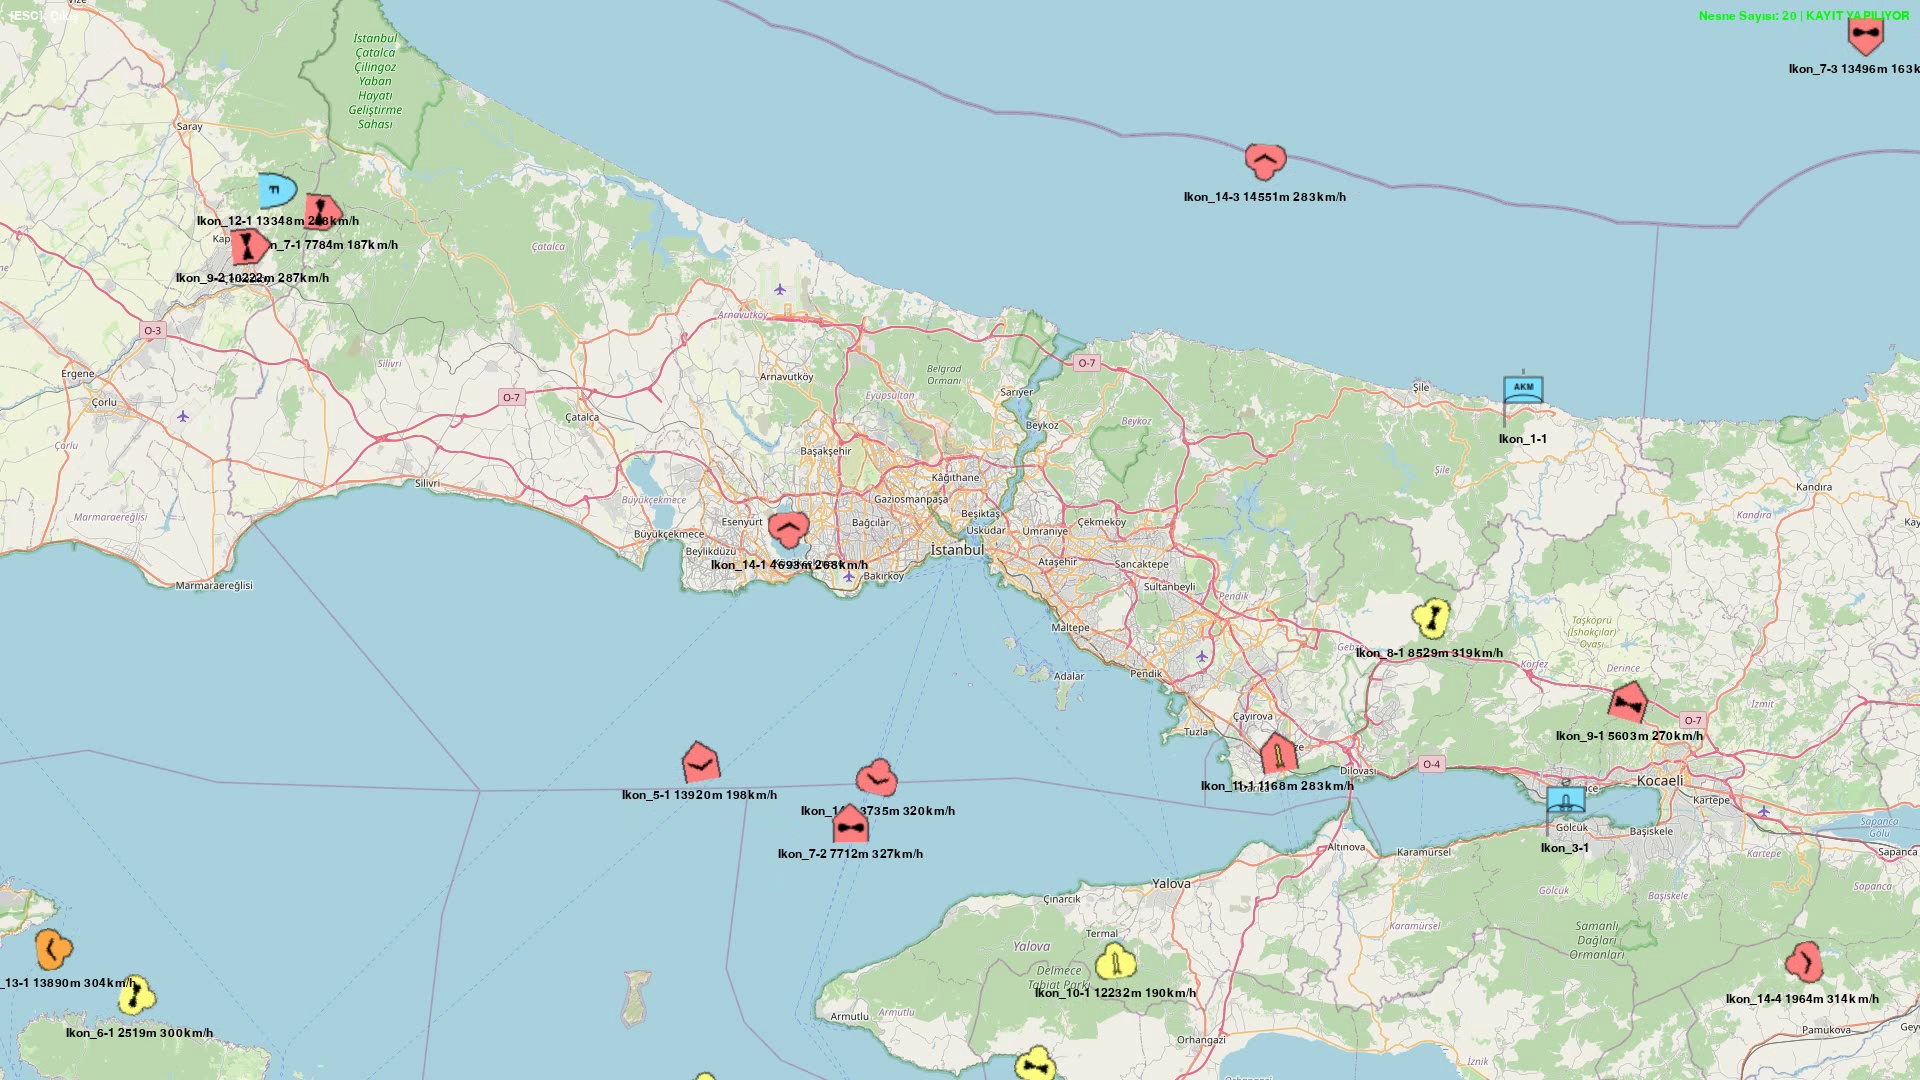 [ESC]: Çıkış
Nesne Sayısı: 20 | KAYIT YAPILIYOR
Vize
İstanbul
Çatalca
Çilingoz
Yaban
Hayatı
Geliştirme
Sahası
Ikon_7-3 13496m 163k
Saray
Ikon_14-3 14551m 283km/h
Ikon_12-1 13348m
n_7-1 7784m 187km/h
Çatalca
Ikon_9-2 10222m 287km/h
O-3
Arnavutköy
Silivri
O-7
Ergene
Arnavutköy
Belgrad
Ormanı
Şile
AKM
O-7
Çorlu
Çatalca
Eyüpsultan
Sarıyer
Beykoz
Beykoz
Ikon_1-1
Çorlu
Başakşehir
Şile
Silivri
Kâğıthane
Kandıra
Büyükçekmece
Gaziosmanpaşa
Kandıra
Marmaraereğlisi
Esenyurt
Bağcılar
Beşiktaş
Çekmeköy
Büyükçekmece
Üsküdar
Ümraniye
Beylikdüzü
İstanbul
Ikon_14-1 4693m 268km/h
Ataşehir
Sancaktepe
Bakırköy
Marmaraereğlisi
Sultanbeyli
Pendik
Maltepe
Taşköprü
(İshakçılar)
Ovası
Ikon_8-1 8529m 319km/h
Körfez
Derince
Adalar
Pendik
İzmit
Çayırova
O-7
Tuzla
Ikon_9-1 5603m 270km/h
Dilovası
O-4
Kocaeli
Ikon_11-1 1168m 283km/h
Ikon_5-1 13920m 198km/h
3735m 320km/h
Kartepe
Gölcük
Başiskele
Sapanca
Gölü
Ikon_3-1
Ikon_7-2 7712m 327km/h
Altınova
Karamürsel
Kartepe
Sapanca
Yalova
Gölcük
Başiskele
Sapanca
Çınarcık
Termal
Karamürsel
Samanlı
Dağları
Ormanları
Yalova
Delmece
Tabiat Parkı
_13-1 13890m 304km/h
Ikon_10-1 12232m 190km/h
Ikon_14-4 1964m 314km/h
Armutlu
Armutlu
Ikon_6-1 2519m 300km/h
Orhangazi
Pamukova
İznik